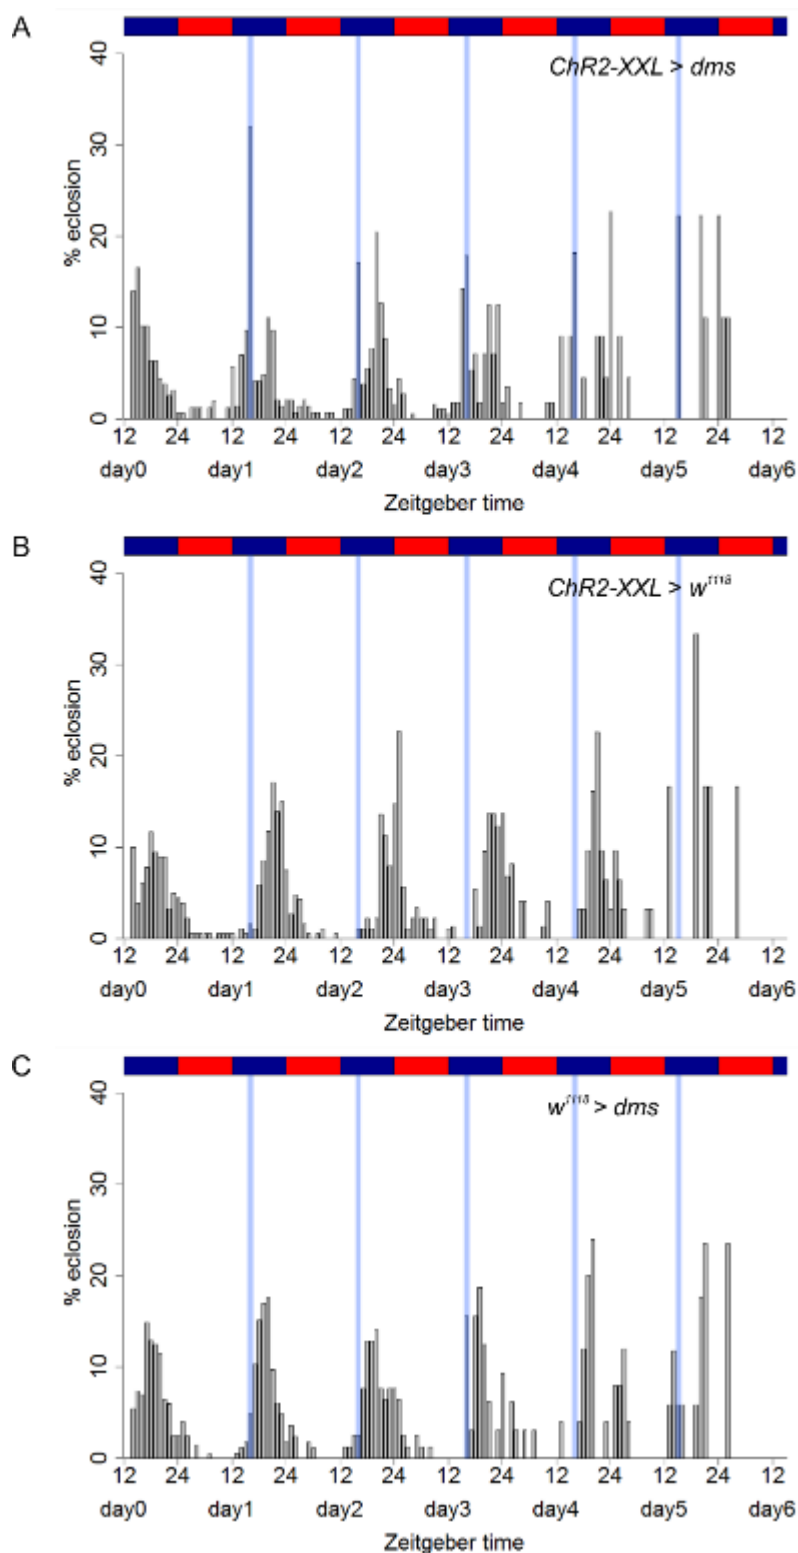 A
ChR2-XXL > dms
% eclosion
40
30
20
10
0
12 24 12 24 12 24 12 24 12 24 12 24 12
day0 day1 day2 day3 day4 day5 day6
Zeitgeber time
B
ChR2-XXL > w¹¹¹⁸
% eclosion
40
30
20
10
0
12 24 12 24 12 24 12 24 12 24 12 24 12
day0 day1 day2 day3 day4 day5 day6
Zeitgeber time
C
w¹¹¹⁸ > dms
% eclosion
40
30
20
10
0
12 24 12 24 12 24 12 24 12 24 12 24 12
day0 day1 day2 day3 day4 day5 day6
Zeitgeber time